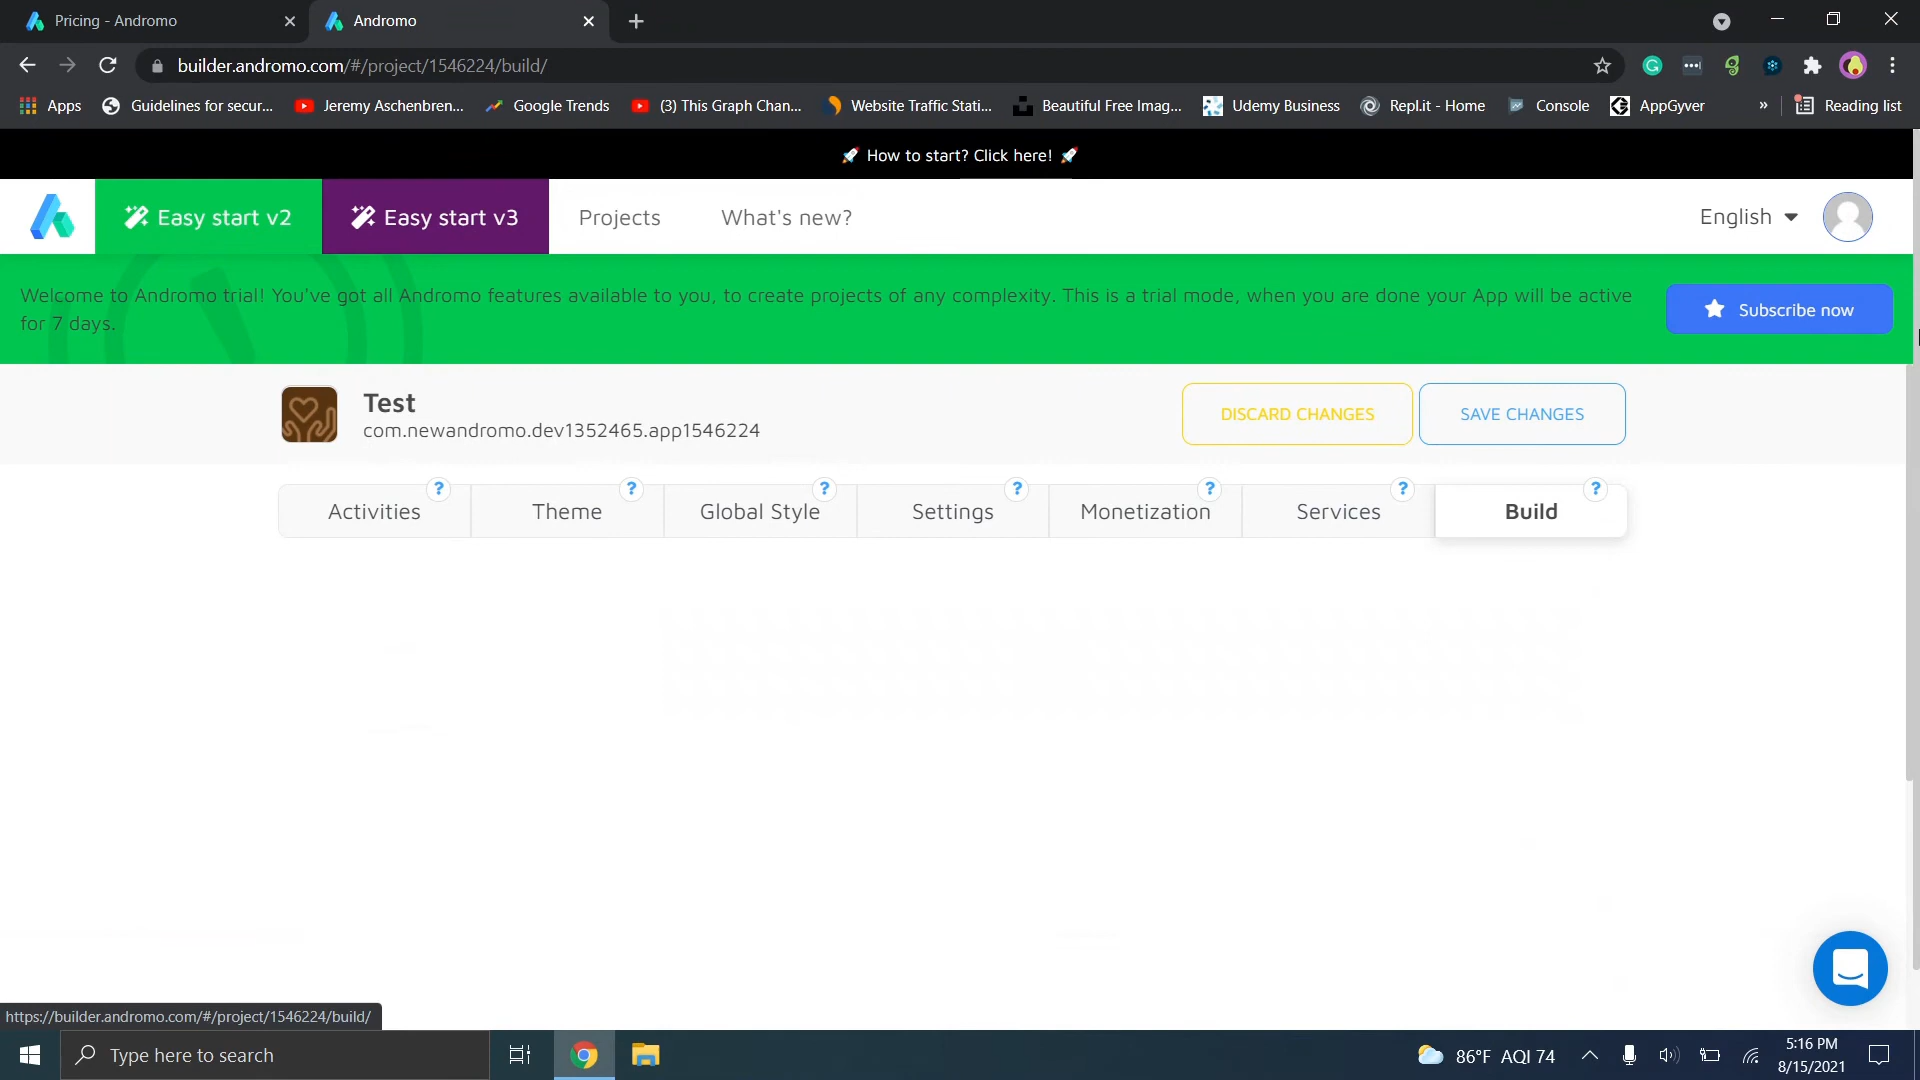 Pricing - Andromo
Andromo
builder.andromo.com/#/project/1546224/build/
Apps
Guidelines for secur...
Jeremy Aschenbren...
Google Trends
(3) This Graph Chan...
Website Traffic Stati...
Beautiful Free Imag...
Udemy Business
Repl.it - Home
Console
AppGyver
»
Reading list
How to start? Click here!
Easy start v2
Easy start v3
Projects
What's new?
English
Welcome to Andromo trial! You've got all Andromo features available to you, to create projects of any complexity. This is a trial mode, when you are done your App will be active
for 7 days.
Subscribe now
Test
com.newandromo.dev1352465.app1546224
DISCARD CHANGES
SAVE CHANGES
Activities ?
Theme ?
Global Style ?
Settings ?
Monetization ?
Services ?
Build ?
https://builder.andromo.com/#/project/1546224/build/
Type here to search
86°F AQI 74
5:16 PM
8/15/2021